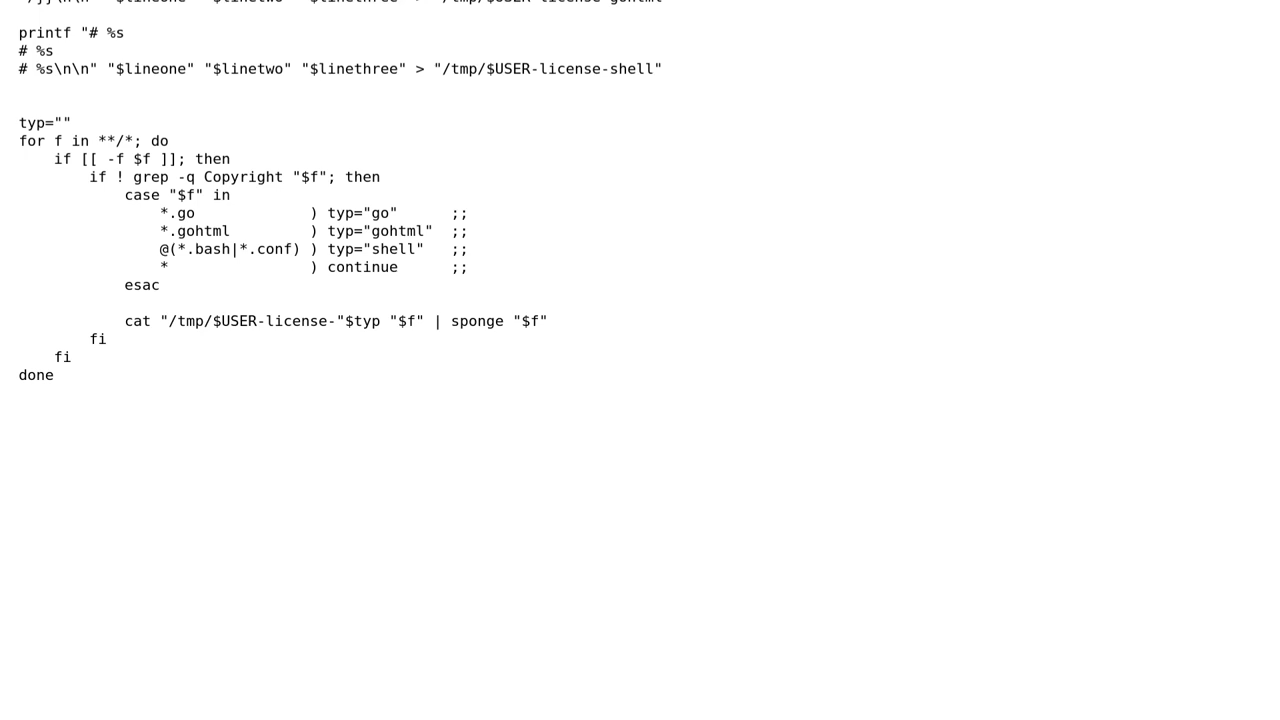 printf "# %s
# %s
# %s\n\n" "$lineone" "$linetwo" "$linethree" > "/tmp/$USER-license-shell"
typ=""
for f in **/*; do
    if [[ -f $f ]]; then
        if ! grep -q Copyright "$f"; then
            case "$f" in
                *.go             ) typ="go"      ;;
                *.gohtml         ) typ="gohtml"  ;;
                @(*.bash|*.conf) ) typ="shell"   ;;
                *                ) continue      ;;
            esac
            cat "/tmp/$USER-license-"$typ "$f" | sponge "$f"
        fi
    fi
done